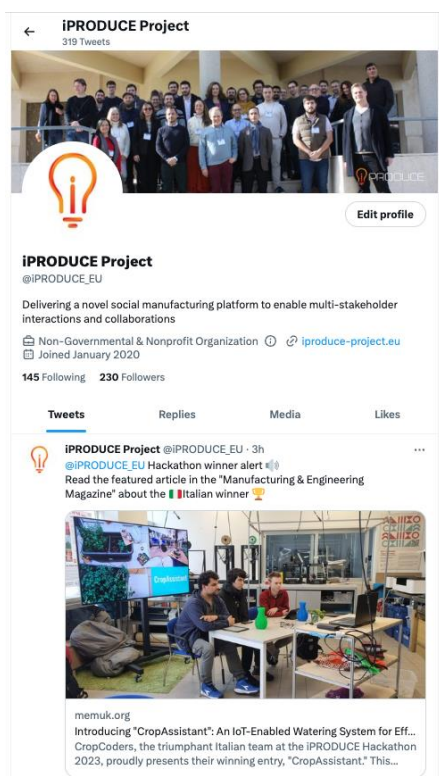 iPRODUCE Project
319 Tweets
PRODUCE
Edit profile
iPRODUCE Project
@iPRODUCE_EU
Delivering a novel social manufacturing platform to enable multi-stakeholder
interactions and collaborations
Non-Governmental & Nonprofit Organization iproduce-project.eu
Joined January 2020
145 Following 230 Followers
Tweets Replies Media Likes
iPRODUCE Project @iPRODUCE_EU · 3h
@iPRODUCE_EU Hackathon winner alert 🔊
Read the featured article in the "Manufacturing & Engineering
Magazine" about the 🇮🇹Italian winner 🏆
CropAssistant
memuk.org
Introducing "CropAssistant": An IoT-Enabled Watering System for Eff...
CropCoders, the triumphant Italian team at the iPRODUCE Hackathon
2023, proudly presents their winning entry, "CropAssistant." This...